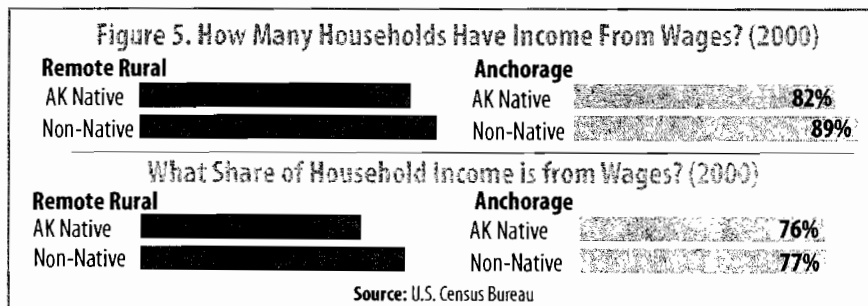 Figure 5. How Many Households Have Income From Wages? (2000)
Remote Rural
AK Native
Non-Native
Anchorage
AK Native 82%
Non-Native 89%
What Share of Household Income is from Wages? (2000)
Remote Rural
AK Native
Non-Native
Anchorage
AK Native 76%
Non-Native 77%
Source: U.S. Census Bureau